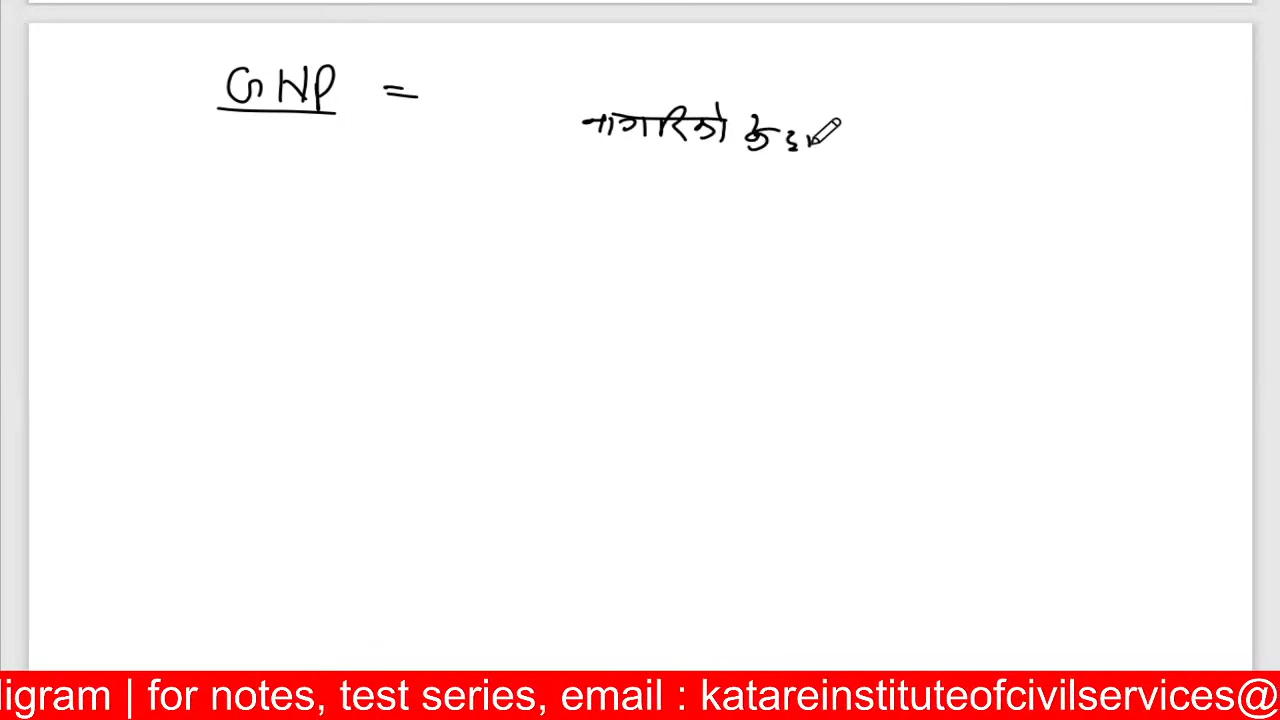 GNP =
नागरिको के
ligram | for notes, test series, email : katareinstituteofcivilservices@